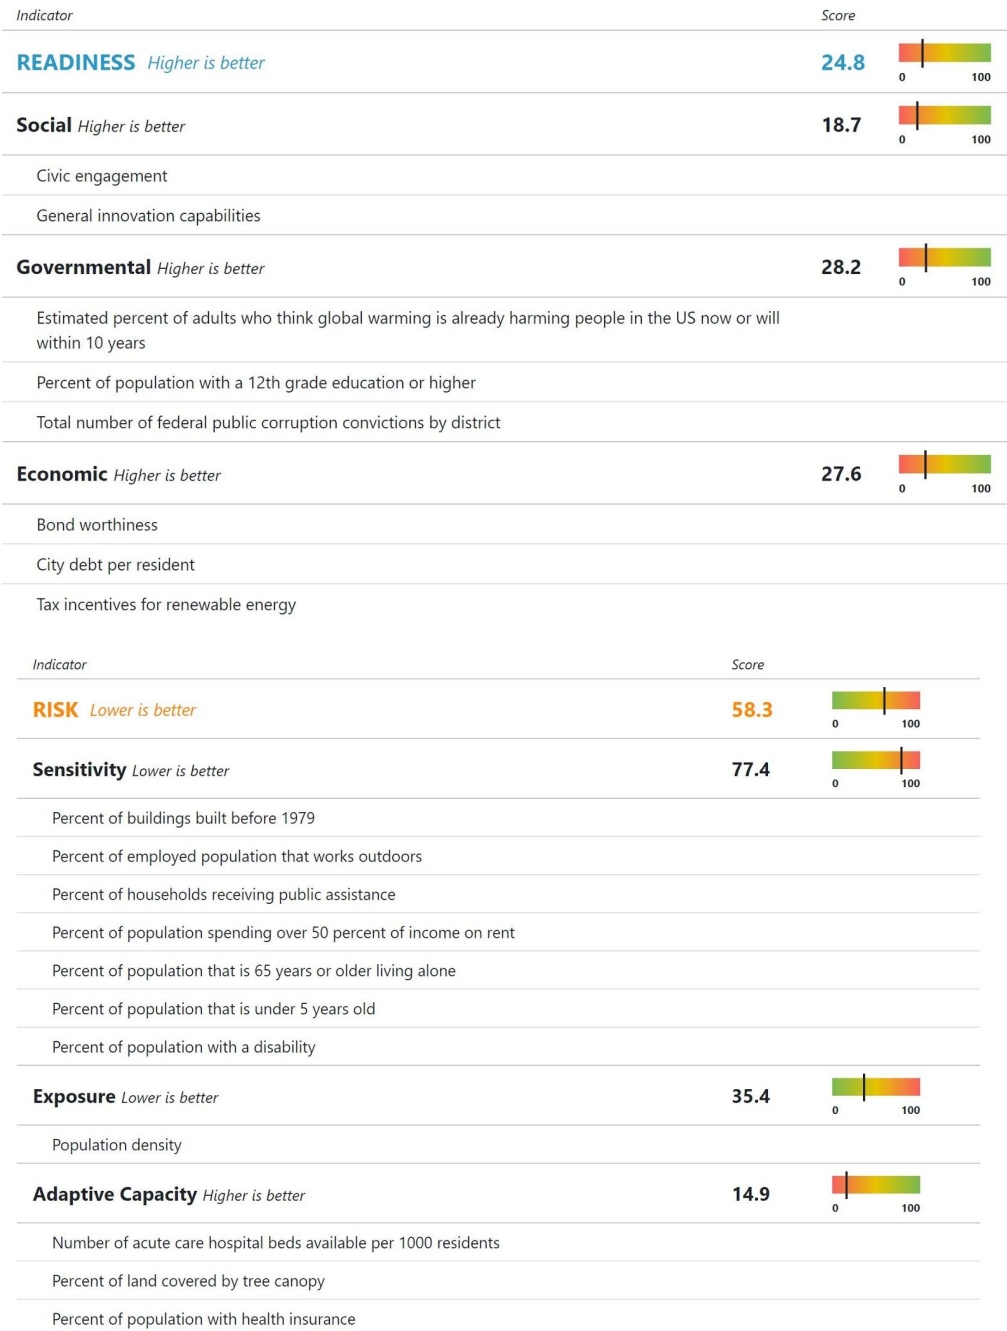 Indicator Score
READINESS Higher is better 24.8
0 100
Social Higher is better 18.7
0 100
Civic engagement
General innovation capabilities
Governmental Higher is better 28.2
0 100
Estimated percent of adults who think global warming is already harming people in the US now or will
within 10 years
Percent of population with a 12th grade education or higher
Total number of federal public corruption convictions by district
Economic Higher is better 27.6
0 100
Bond worthiness
City debt per resident
Tax incentives for renewable energy
Indicator Score
RISK Lower is better 58.3
0 100
Sensitivity Lower is better 77.4
0 100
Percent of buildings built before 1979
Percent of employed population that works outdoors
Percent of households receiving public assistance
Percent of population spending over 50 percent of income on rent
Percent of population that is 65 years or older living alone
Percent of population that is under 5 years old
Percent of population with a disability
Exposure Lower is better 35.4
0 100
Population density
Adaptive Capacity Higher is better 14.9
0 100
Number of acute care hospital beds available per 1000 residents
Percent of land covered by tree canopy
Percent of population with health insurance